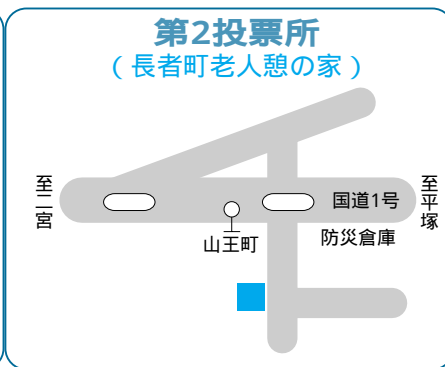 第2投票所
(長者町老人憩の家)
至二宮
国道1号
至平塚
山王町
防災倉庫